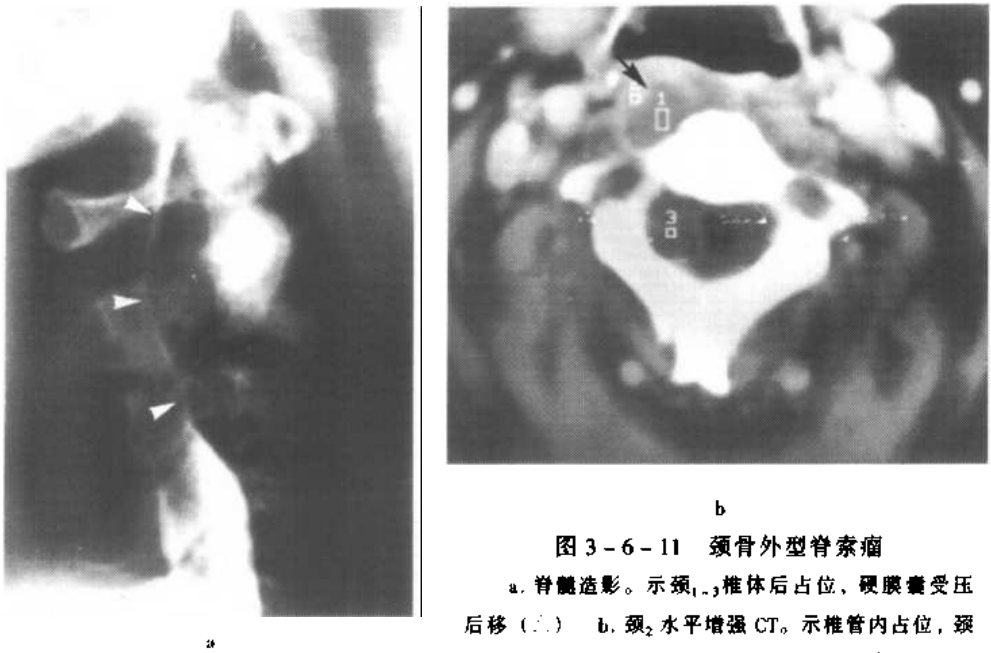 1
3
b
a
图 3-6-11 颈骨外型脊索瘤
a. 脊髓造影。示颈1~3椎体后占位，硬膜囊受压
后移（△） b. 颈2 水平增强 CT。示椎管内占位，颈